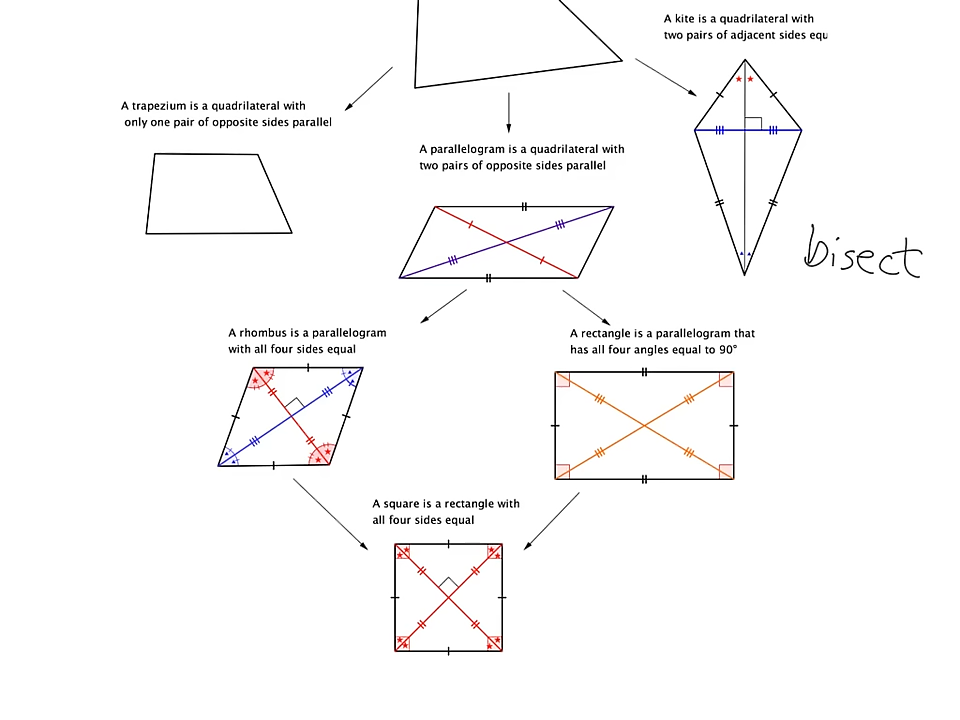 A kite is a quadrilateral with
two pairs of adjacent sides equ
A trapezium is a quadrilateral with
only one pair of opposite sides parallel
A parallelogram is a quadrilateral with
two pairs of opposite sides parallel
bisect
A rhombus is a parallelogram
with all four sides equal
A rectangle is a parallelogram that
has all four angles equal to 90°
A square is a rectangle with
all four sides equal